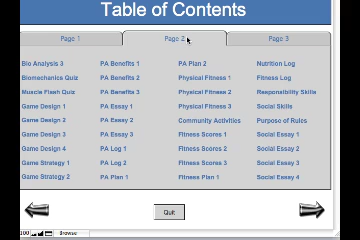 Table of Contents
Page 1 Page 2 Page 3
Bio Analysis 3 PA Benefits 1 PA Plan 2 Nutrition Log
Biomechanics Quiz PA Benefits 2 Physical Fitness 1 Fitness Log
Muscle Flash Quiz PA Benefits 3 Physical Fitness 2 Responsibility Skills
Game Design 1 PA Essay 1 Physical Fitness 3 Social Skills
Game Design 2 PA Essay 2 Community Activities Purpose of Rules
Game Design 3 PA Essay 3 Fitness Scores 1 Social Essay 1
Game Design 4 PA Log 1 Fitness Scores 2 Social Essay 2
Game Strategy 1 PA Log 2 Fitness Scores 3 Social Essay 3
Game Strategy 2 PA Plan 1 Fitness Plan 1 Social Essay 4
Quit
100 Browse